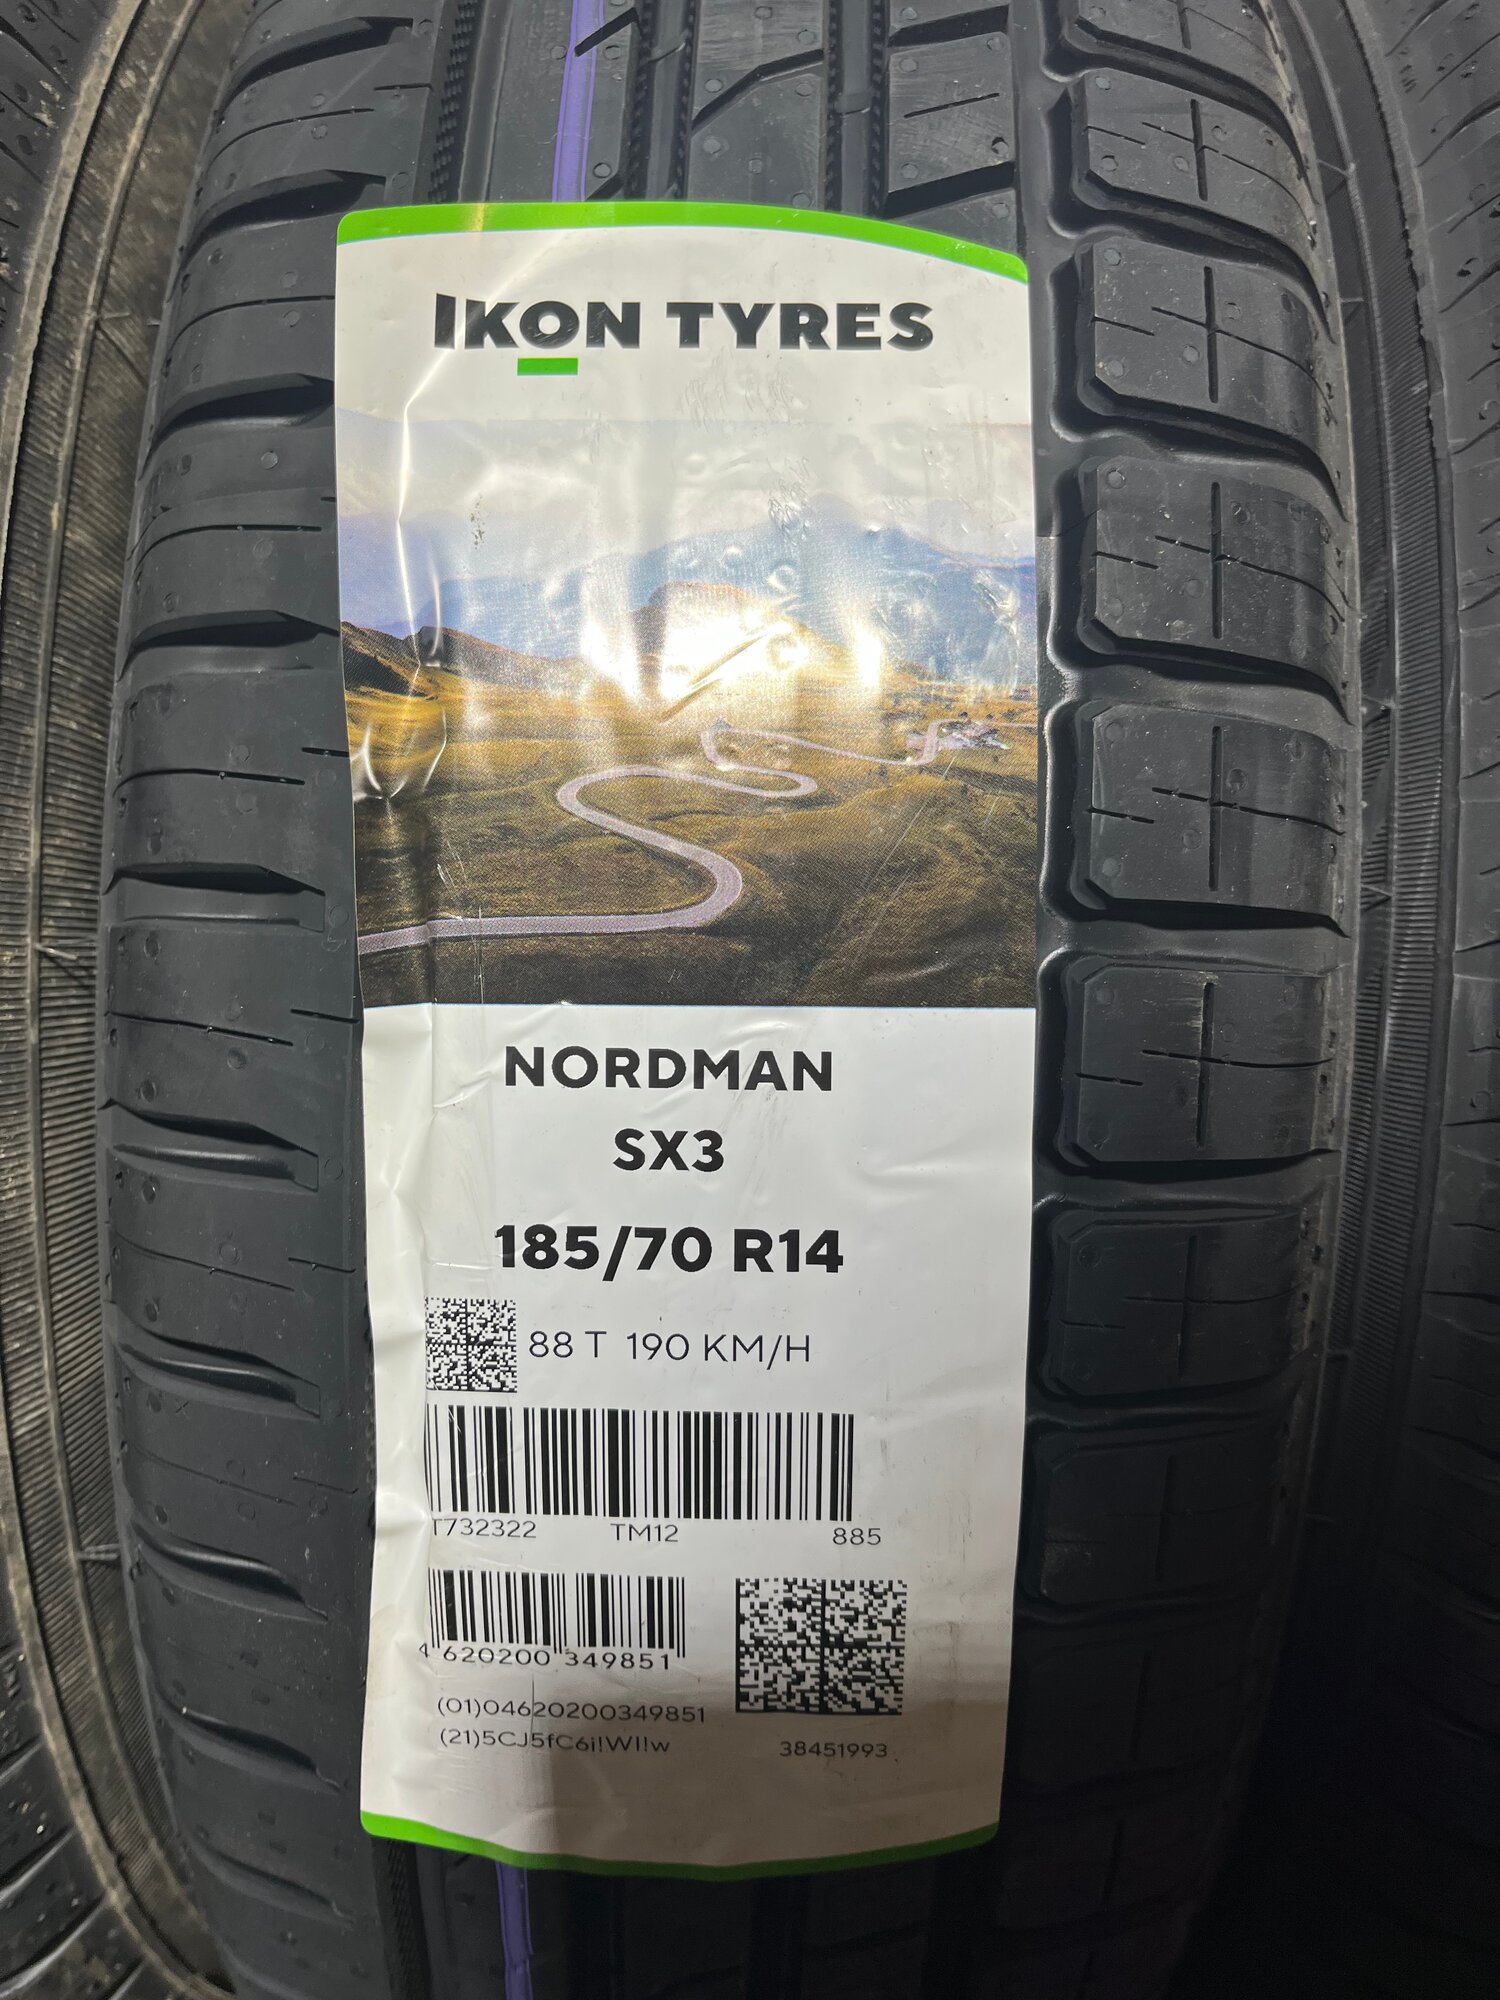 IKON TYRES
NORDMAN
SX3
185/70 R14
88 T 190 KM/H
T732322 TM12 885
4 620200 349851
(01)04620200349851
(21)5CJ5fC6i!WI!w
38451993